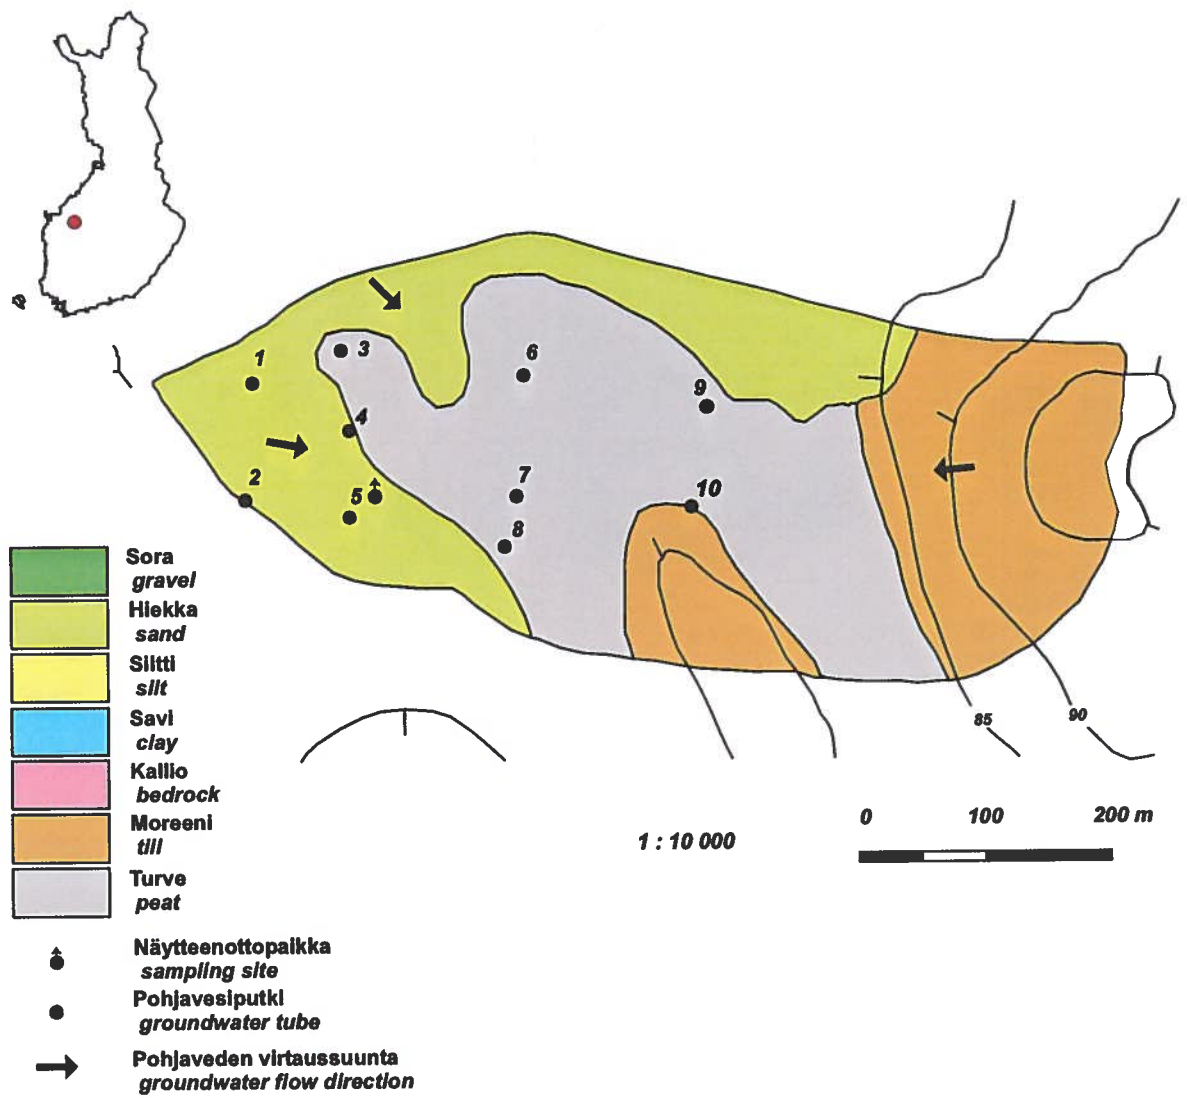 1
3
6
9
4
2
5
7
10
8
Sora
gravel
Hiekka
sand
Siltti
silt
Savi
clay
Kallio
bedrock
Moreeni
till
Turve
peat
85
90
1 : 10 000
0 100 200 m
Näytteenottopaikka
sampling site
Pohjavesiputki
groundwater tube
Pohjaveden virtaussuunta
groundwater flow direction